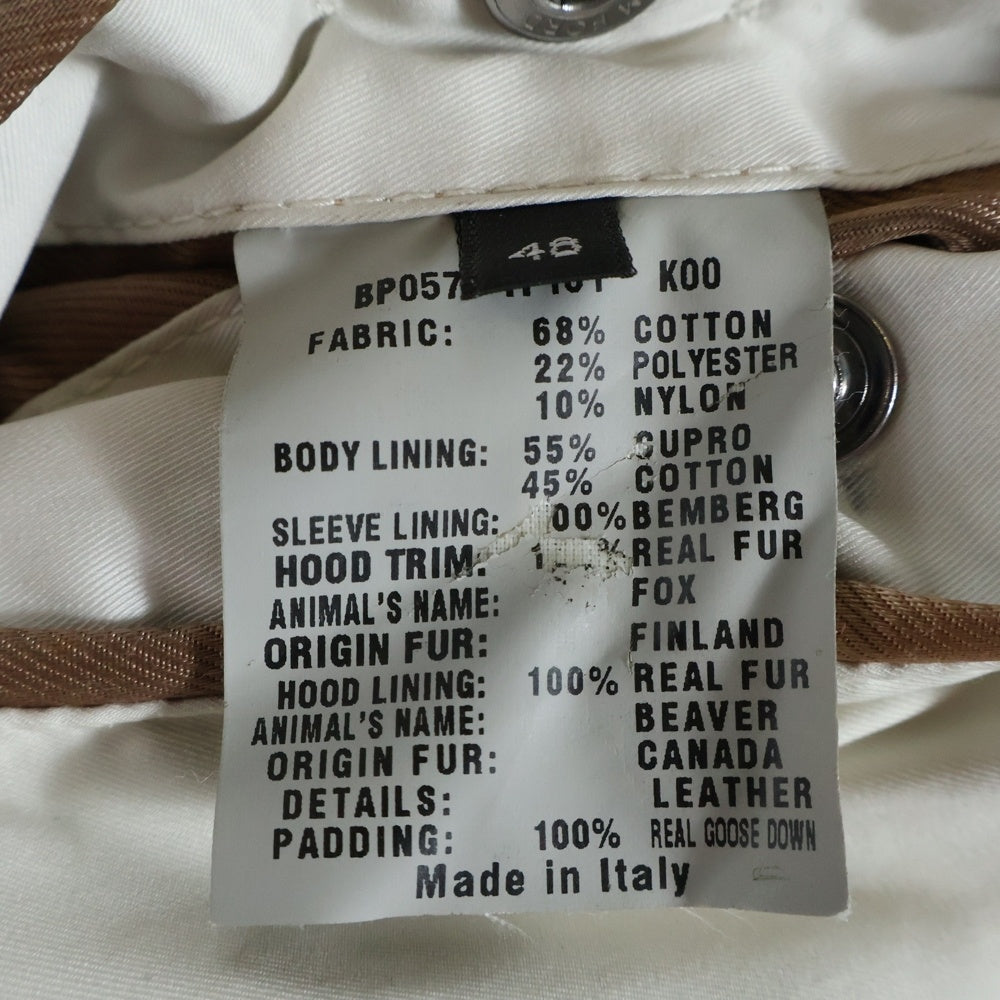 48
BP057 K00
FABRIC: 68% COTTON
22% POLYESTER
10% NYLON
BODY LINING: 55% CUPRO
45% COTTON
SLEEVE LINING: 100% BEMBERG
HOOD TRIM: REAL FUR
ANIMAL'S NAME: FOX
ORIGIN FUR: FINLAND
HOOD LINING: 100% REAL FUR
ANIMAL'S NAME: BEAVER
ORIGIN FUR: CANADA
DETAILS: LEATHER
PADDING: 100% REAL GOOSE DOWN
Made in Italy